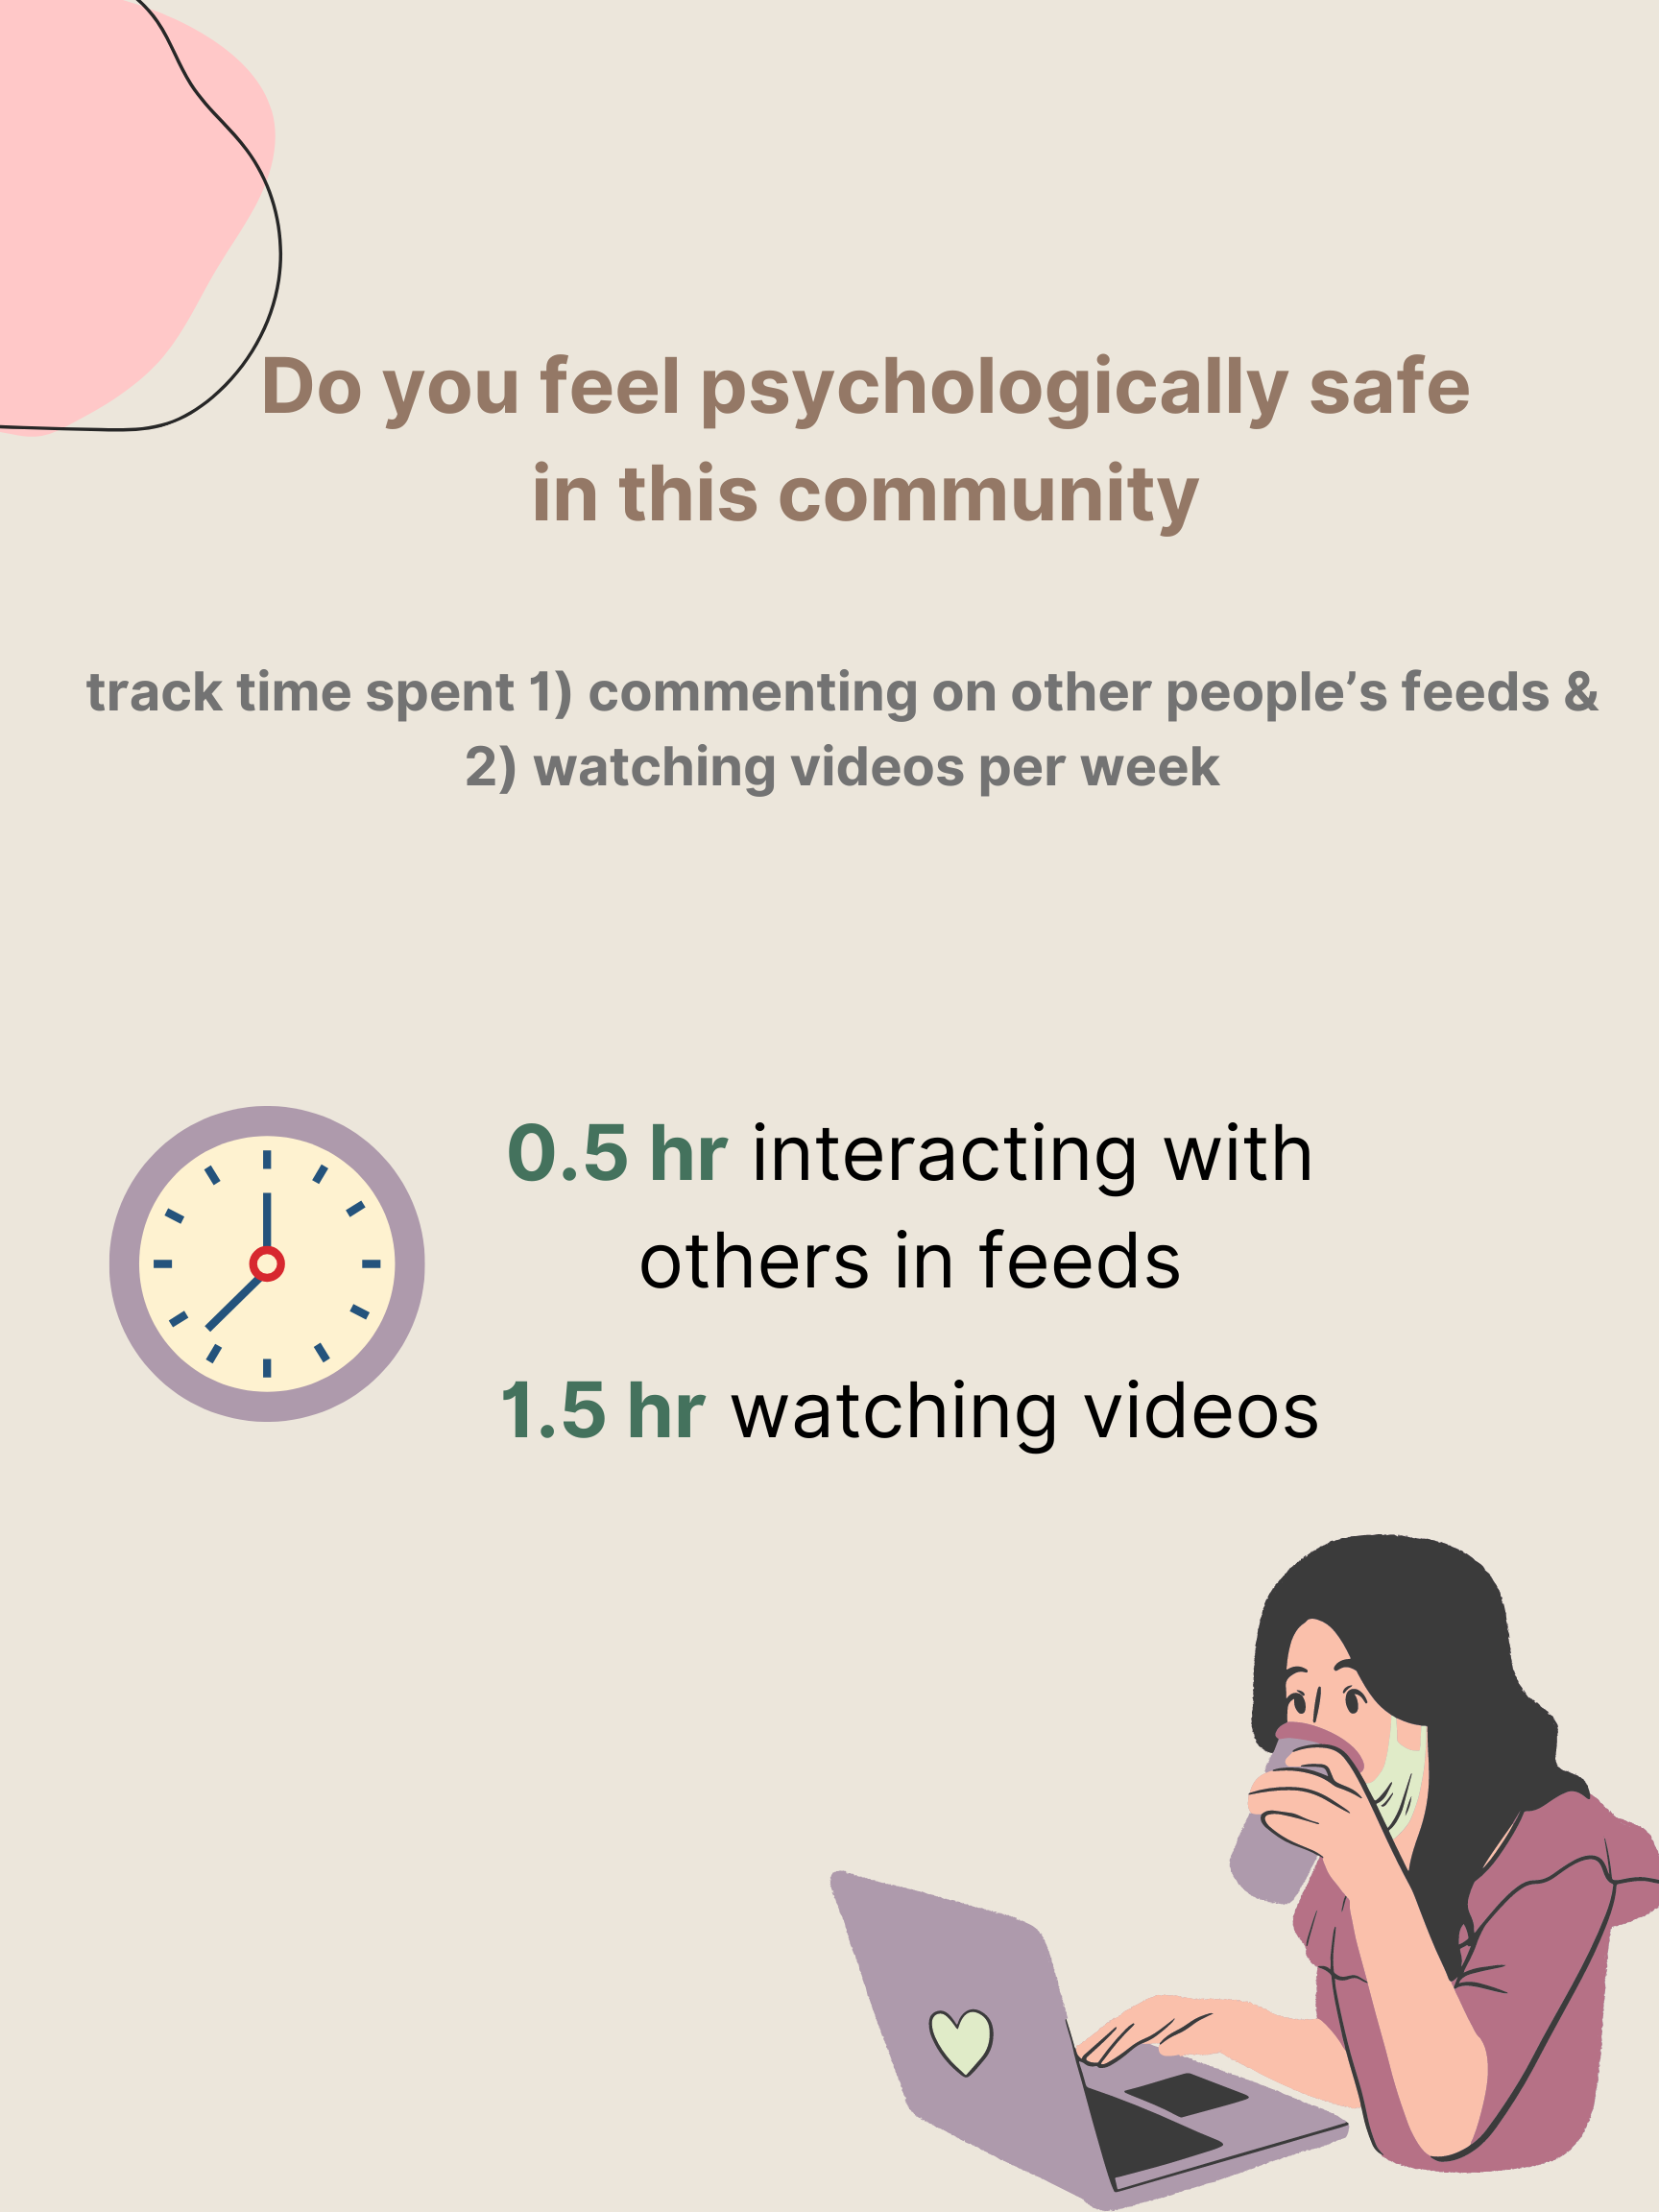 Do you feel psychologically safe
in this community
track time spent 1) commenting on other people’s feeds &
2) watching videos per week
0.5 hr interacting with
others in feeds
1.5 hr watching videos